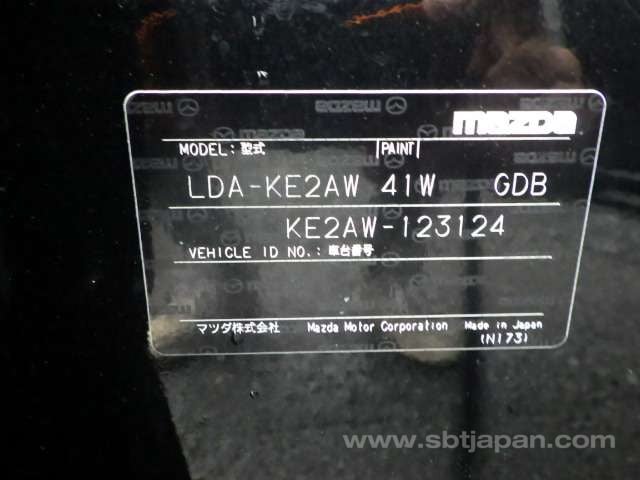 mazda
MODEL: 型式 PAINT
LDA-KE2AW 41W GDB
KE2AW-123124
VEHICLE ID NO.: 車台番号
マツダ株式会社 Mazda Motor Corporation Made in Japan
(N173)
www.sbtjapan.com